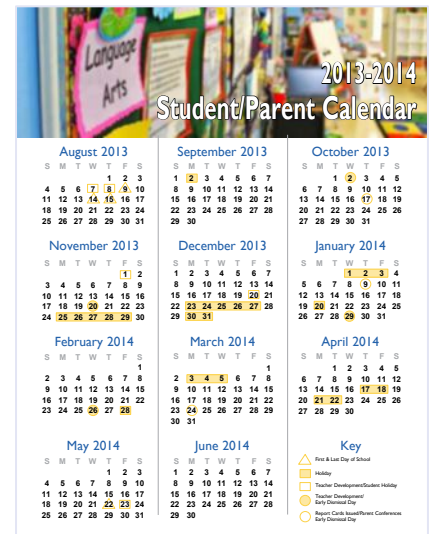 Language
Arts
2013-2014
Student/Parent Calendar
August 2013
S M T W T F S
1 2 3
4 5 6 7 8 9 10
11 12 13 14 15 16 17
18 19 20 21 22 23 24
25 26 27 28 29 30 31
September 2013
S M T W T F S
1 2 3 4 5 6 7
8 9 10 11 12 13 14
15 16 17 18 19 20 21
22 23 24 25 26 27 28
29 30
October 2013
S M T W T F S
1 2 3 4 5
6 7 8 9 10 11 12
13 14 15 16 17 18 19
20 21 22 23 24 25 26
27 28 29 30 31
November 2013
S M T W T F S
1 2
3 4 5 6 7 8 9
10 11 12 13 14 15 16
17 18 19 20 21 22 23
24 25 26 27 28 29 30
December 2013
S M T W T F S
1 2 3 4 5 6 7
8 9 10 11 12 13 14
15 16 17 18 19 20 21
22 23 24 25 26 27 28
29 30 31
January 2014
S M T W T F S
1 2 3 4
5 6 7 8 9 10 11
12 13 14 15 16 17 18
19 20 21 22 23 24 25
26 27 28 29 30 31
February 2014
S M T W T F S
1
2 3 4 5 6 7 8
9 10 11 12 13 14 15
16 17 18 19 20 21 22
23 24 25 26 27 28
March 2014
S M T W T F S
1
2 3 4 5 6 7 8
9 10 11 12 13 14 15
16 17 18 19 20 21 22
23 24 25 26 27 28 29
30 31
April 2014
S M T W T F S
1 2 3 4 5
6 7 8 9 10 11 12
13 14 15 16 17 18 19
20 21 22 23 24 25 26
27 28 29 30
May 2014
S M T W T F S
1 2 3
4 5 6 7 8 9 10
11 12 13 14 15 16 17
18 19 20 21 22 23 24
25 26 27 28 29 30 31
June 2014
S M T W T F S
1 2 3 4 5 6 7
8 9 10 11 12 13 14
15 16 17 18 19 20 21
22 23 24 25 26 27 28
29 30
Key
First & Last Day of School
Holiday
Teacher Development/Student Holiday
Teacher Development/
Early Dismissal Day
Report Cards Issued/Parent Conferences
Early Dismissal Day